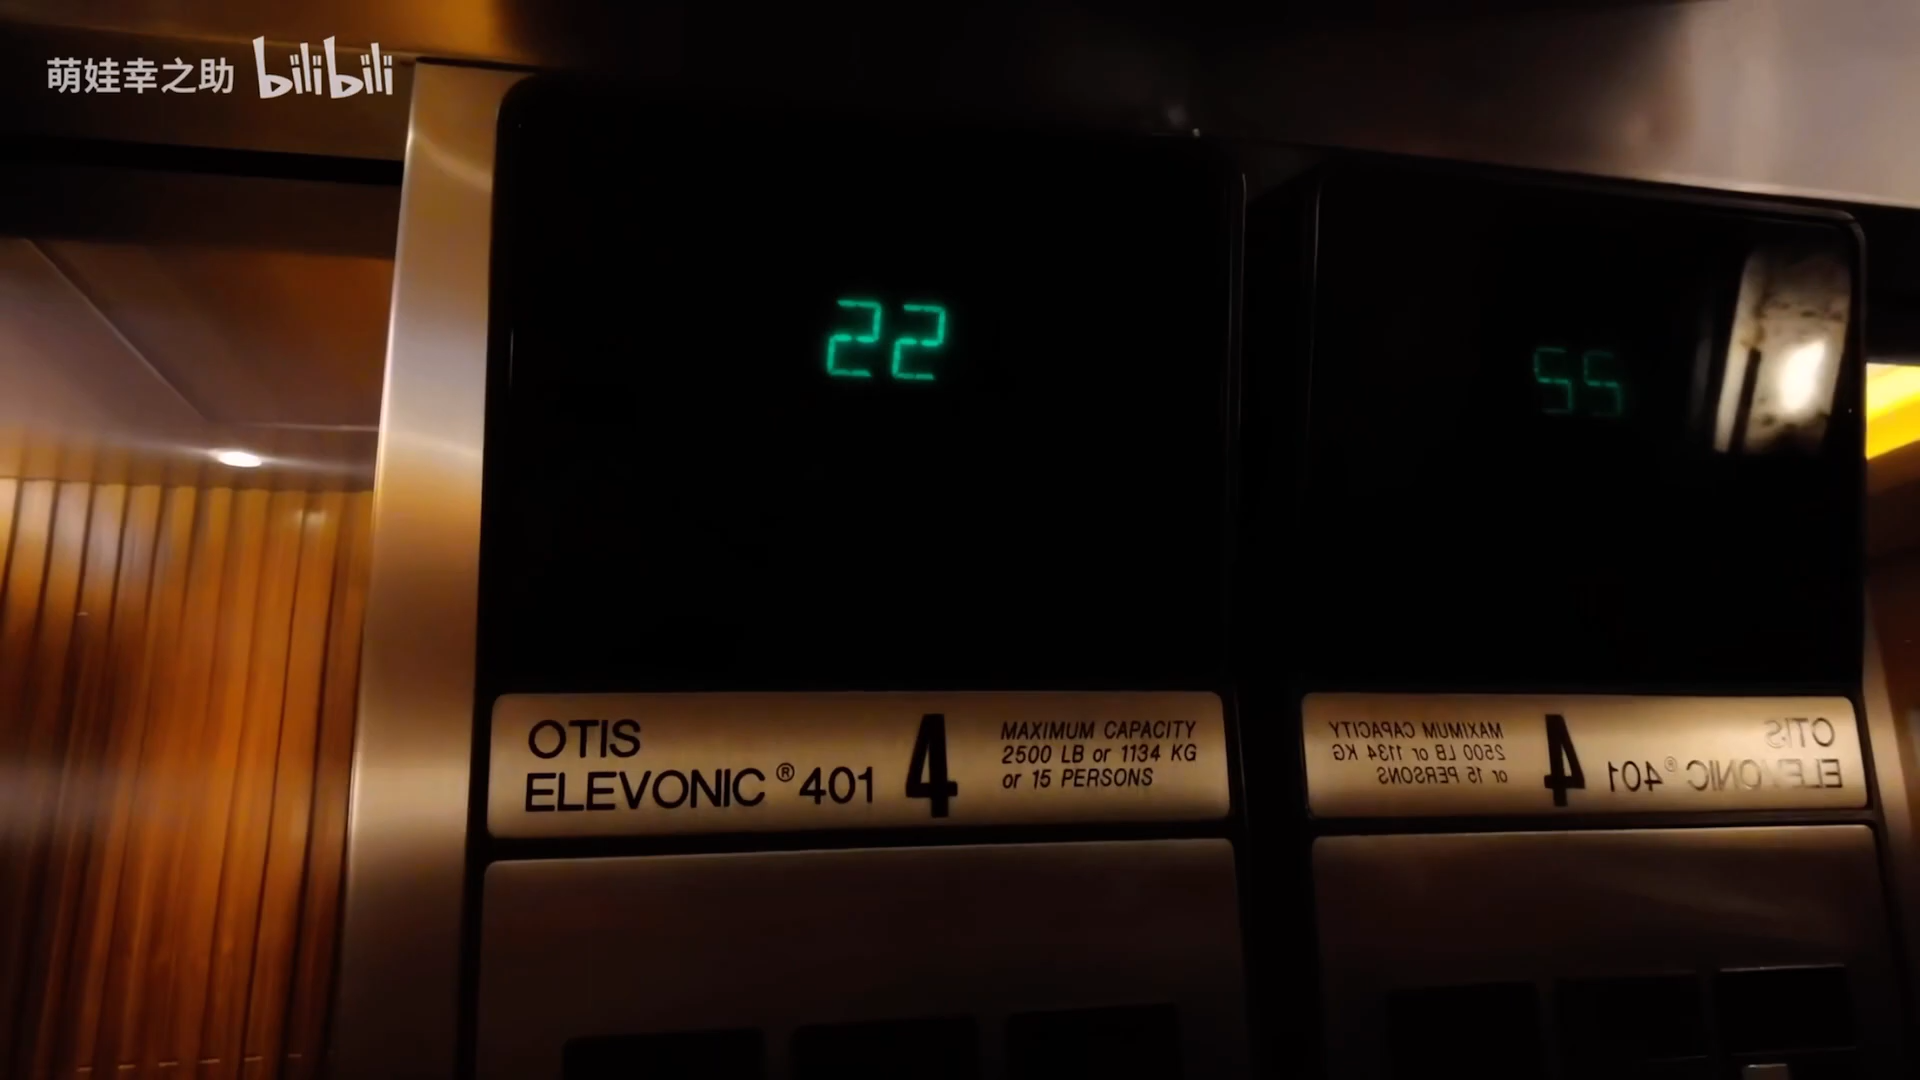 萌娃幸之助 bilibili
22
OTIS
ELEVONIC®401
4
MAXIMUM CAPACITY
2500 LB or 1134 KG
or 15 PERSONS